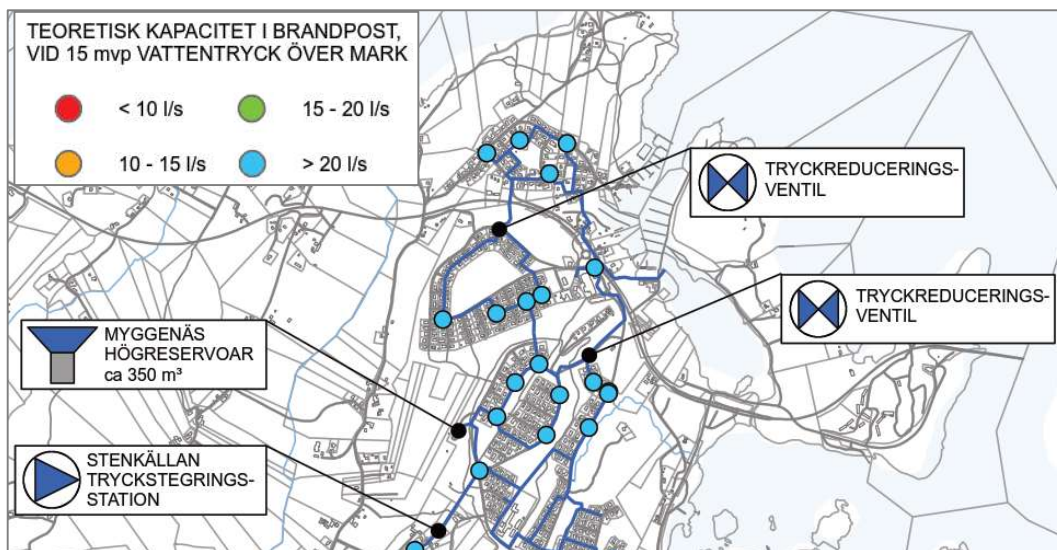 TEORETISK KAPACITET I BRANDPOST,
VID 15 mvp VATTENTRYCK ÖVER MARK
< 10 l/s
15 - 20 l/s
10 - 15 l/s
> 20 l/s
TRYCKREDUCERINGS-
VENTIL
TRYCKREDUCERINGS-
VENTIL
MYGGENÄS
HÖGRESERVOAR
ca 350 m³
STENKÄLLAN
TRYCKSTEGRINGS-
STATION